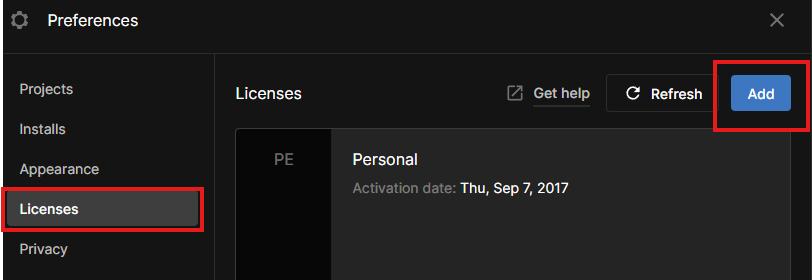 Preferences
Projects
Installs
Appearance
Licenses
Privacy
Licenses
Get help
Refresh
Add
PE
Personal
Activation date: Thu, Sep 7, 2017